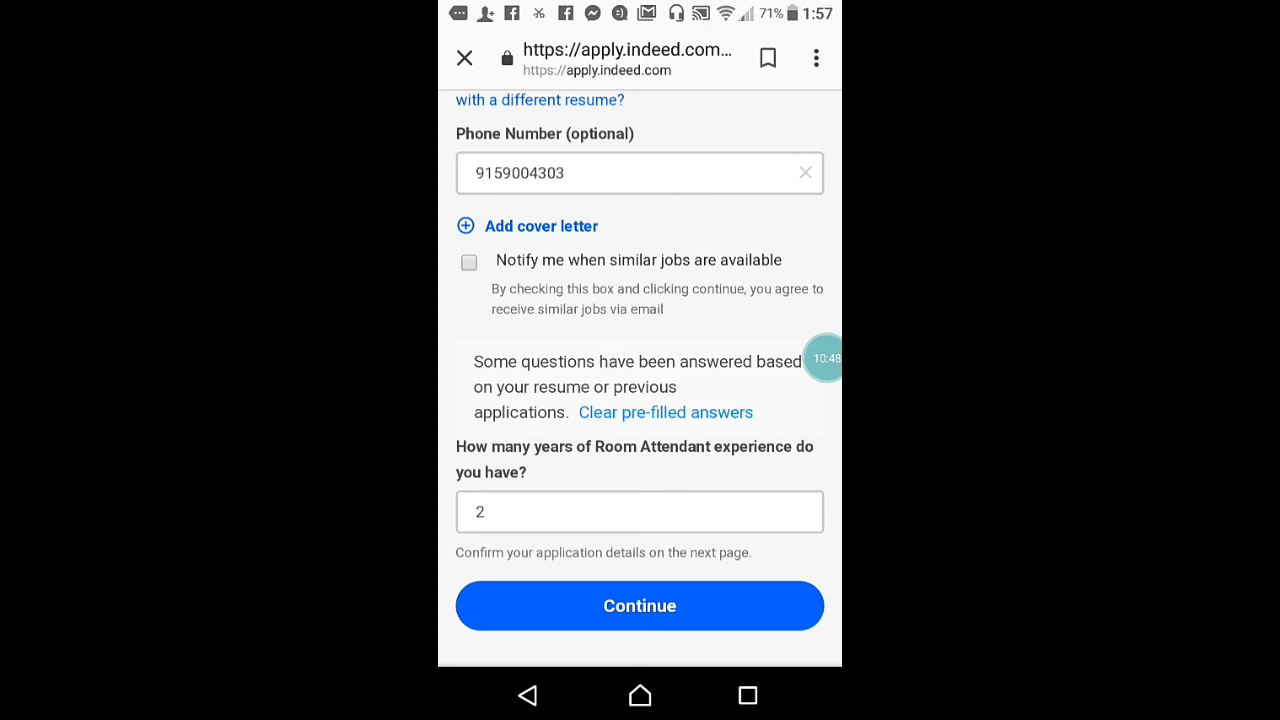 71% 1:57
https://apply.indeed.com...
https://apply.indeed.com
with a different resume?
Phone Number (optional)
9159004303
Add cover letter
Notify me when similar jobs are available
By checking this box and clicking continue, you agree to
receive similar jobs via email
Some questions have been answered based
10:48
on your resume or previous
applications. Clear pre-filled answers
How many years of Room Attendant experience do
you have?
2
Confirm your application details on the next page.
Continue